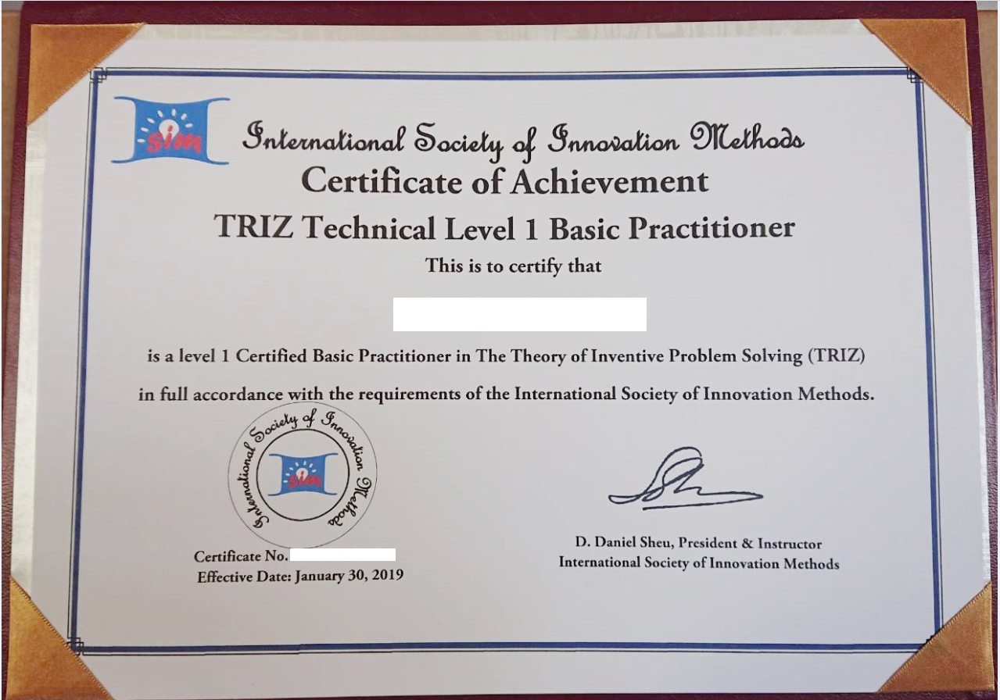 sim
International Society of Innovation Methods
Certificate of Achievement
TRIZ Technical Level 1 Basic Practitioner
This is to certify that
is a level 1 Certified Basic Practitioner in The Theory of Inventive Problem Solving (TRIZ)
in full accordance with the requirements of the International Society of Innovation Methods.
International Society of Innovation Methods
sim
Certificate No.
Effective Date: January 30, 2019
D. Daniel Sheu, President & Instructor
International Society of Innovation Methods